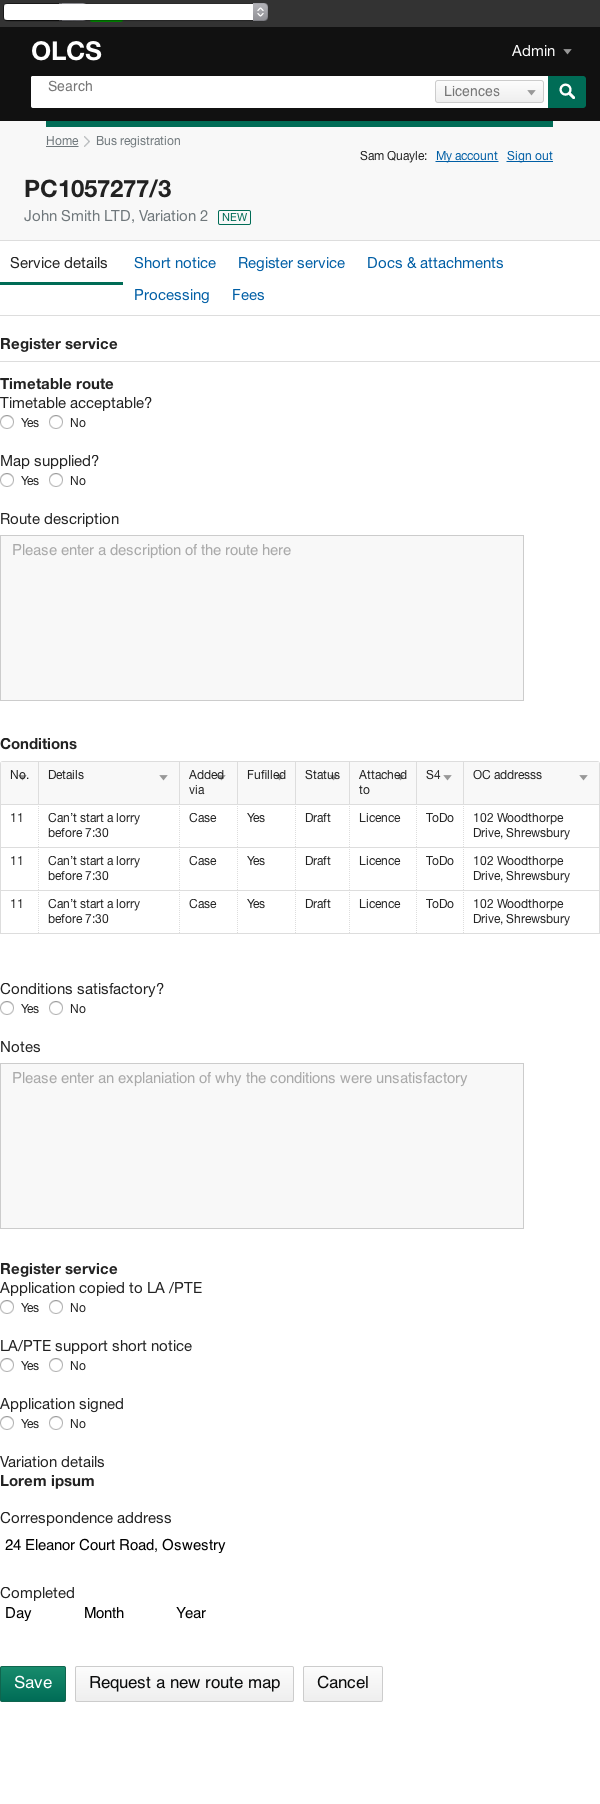 OLCS
Admin
Search
Licences
Home
Bus registration
Sam Quayle: My account Sign out
PC1057277/3
John Smith LTD, Variation 2 NEW
Service details Short notice Register service Docs & attachments
Processing Fees
Register service
Timetable route
Timetable acceptable?
Yes No
Map supplied?
Yes No
Route description
Please enter a description of the route here
Conditions
No. Details Added via Fufilled Status Attached to S4 OC addresss
11 Can't start a lorry before 7:30 Case Yes Draft Licence ToDo 102 Woodthorpe Drive, Shrewsbury
11 Can't start a lorry before 7:30 Case Yes Draft Licence ToDo 102 Woodthorpe Drive, Shrewsbury
11 Can't start a lorry before 7:30 Case Yes Draft Licence ToDo 102 Woodthorpe Drive, Shrewsbury
Conditions satisfactory?
Yes No
Notes
Please enter an explaniation of why the conditions were unsatisfactory
Register service
Application copied to LA /PTE
Yes No
LA/PTE support short notice
Yes No
Application signed
Yes No
Variation details
Lorem ipsum
Correspondence address
24 Eleanor Court Road, Oswestry
Completed
Day Month Year
Save Request a new route map Cancel